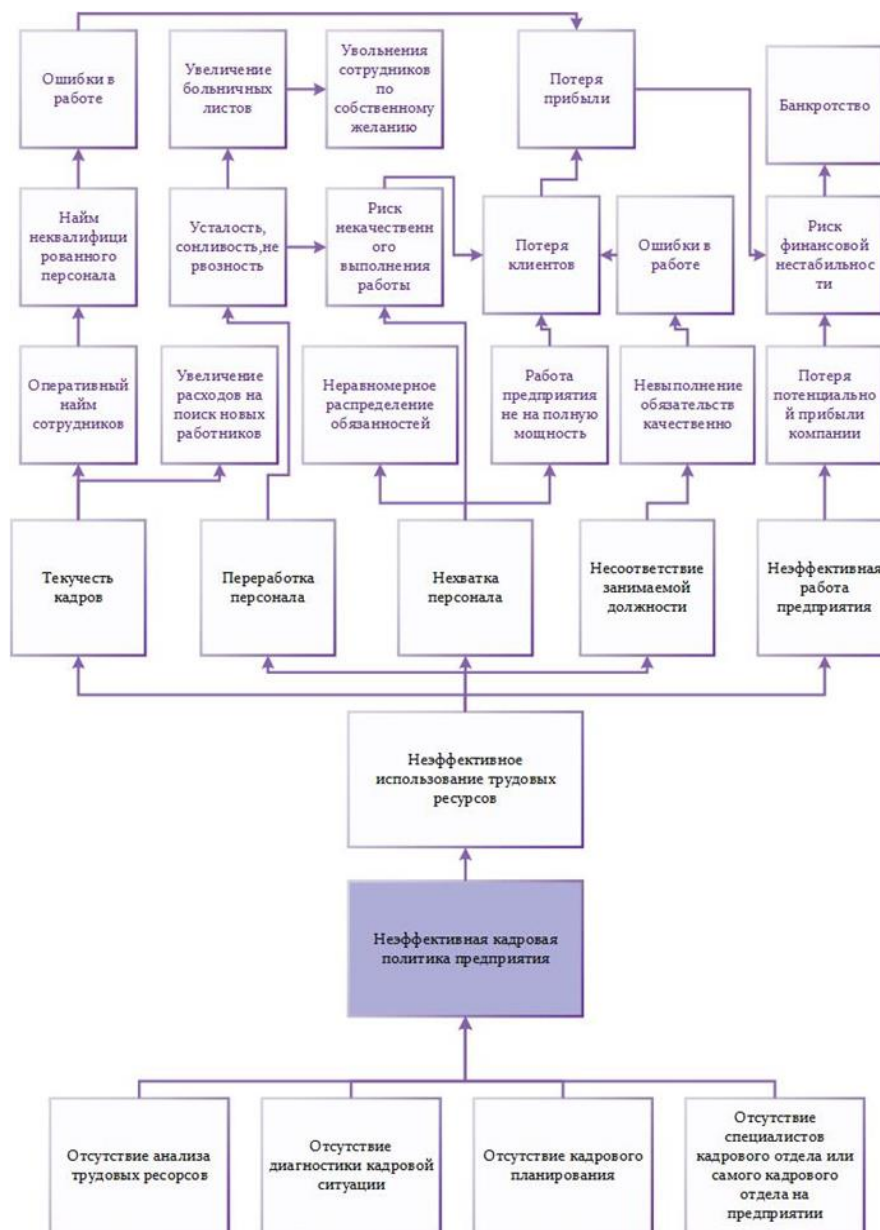 Ошибки в
работе
Увеличение
больничных
листов
Увольнения
сотрудников
по
собственному
желанию
Потеря
прибыли
Банкротство
Найм
неквалифици
рованного
персонала
Усталость,
сонливость,не
рвозность
Риск
некачественн
ого
выполнения
работы
Потеря
клиентов
Ошибки в
работе
Риск
финансовой
нестабильнос
ти
Оперативный
найм
сотрудников
Увеличение
расходов на
поиск новых
работников
Неравномерное
распределение
обязанностей
Работа
предприятия
не на полную
мощность
Невыполнение
обязательств
качественно
Потеря
потенциально
й прибыли
компании
Текучесть
кадров
Переработка
персонала
Нехватка
персонала
Несоответствие
занимаемой
должности
Неэффективная
работа
предприятия
Неэффективное
использование трудовых
ресурсов
Неэффективная кадровая
политика предприятия
Отсутствие анализа
трудовых ресорсов
Отсутствие
диагностики кадровой
ситуации
Отсутствие кадрового
планирования
Отсутствие
специалистов
кадрового отдела или
самого кадрового
отдела на
предприятии